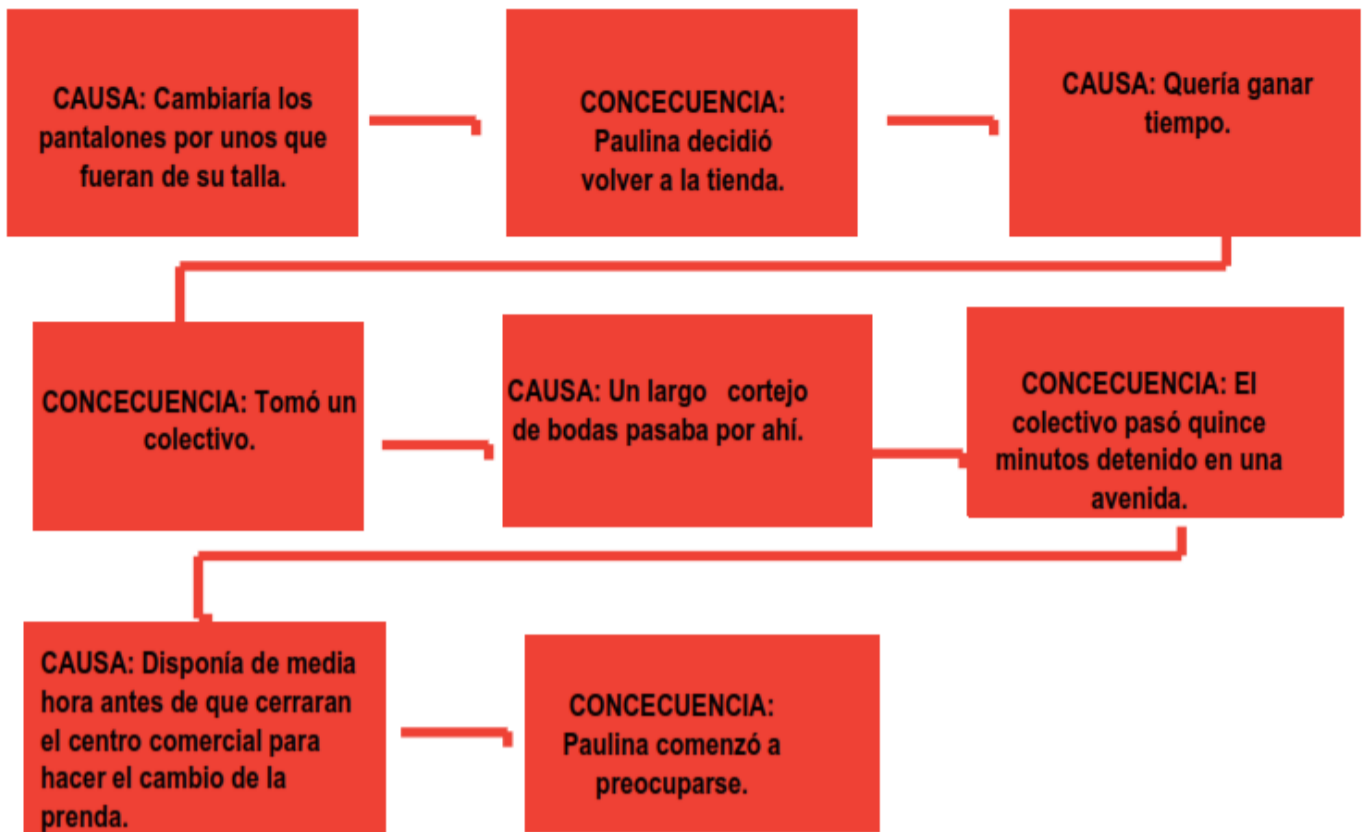 CAUSA: Cambiaría los
pantalones por unos que
fueran de su talla.
CONCECUENCIA:
Paulina decidió
volver a la tienda.
CAUSA: Quería ganar
tiempo.
CONCECUENCIA: Tomó un
colectivo.
CAUSA: Un largo cortejo
de bodas pasaba por ahí.
CONCECUENCIA: El
colectivo pasó quince
minutos detenido en una
avenida.
CAUSA: Disponía de media
hora antes de que cerraran
el centro comercial para
hacer el cambio de la
prenda.
CONCECUENCIA:
Paulina comenzó a
preocuparse.